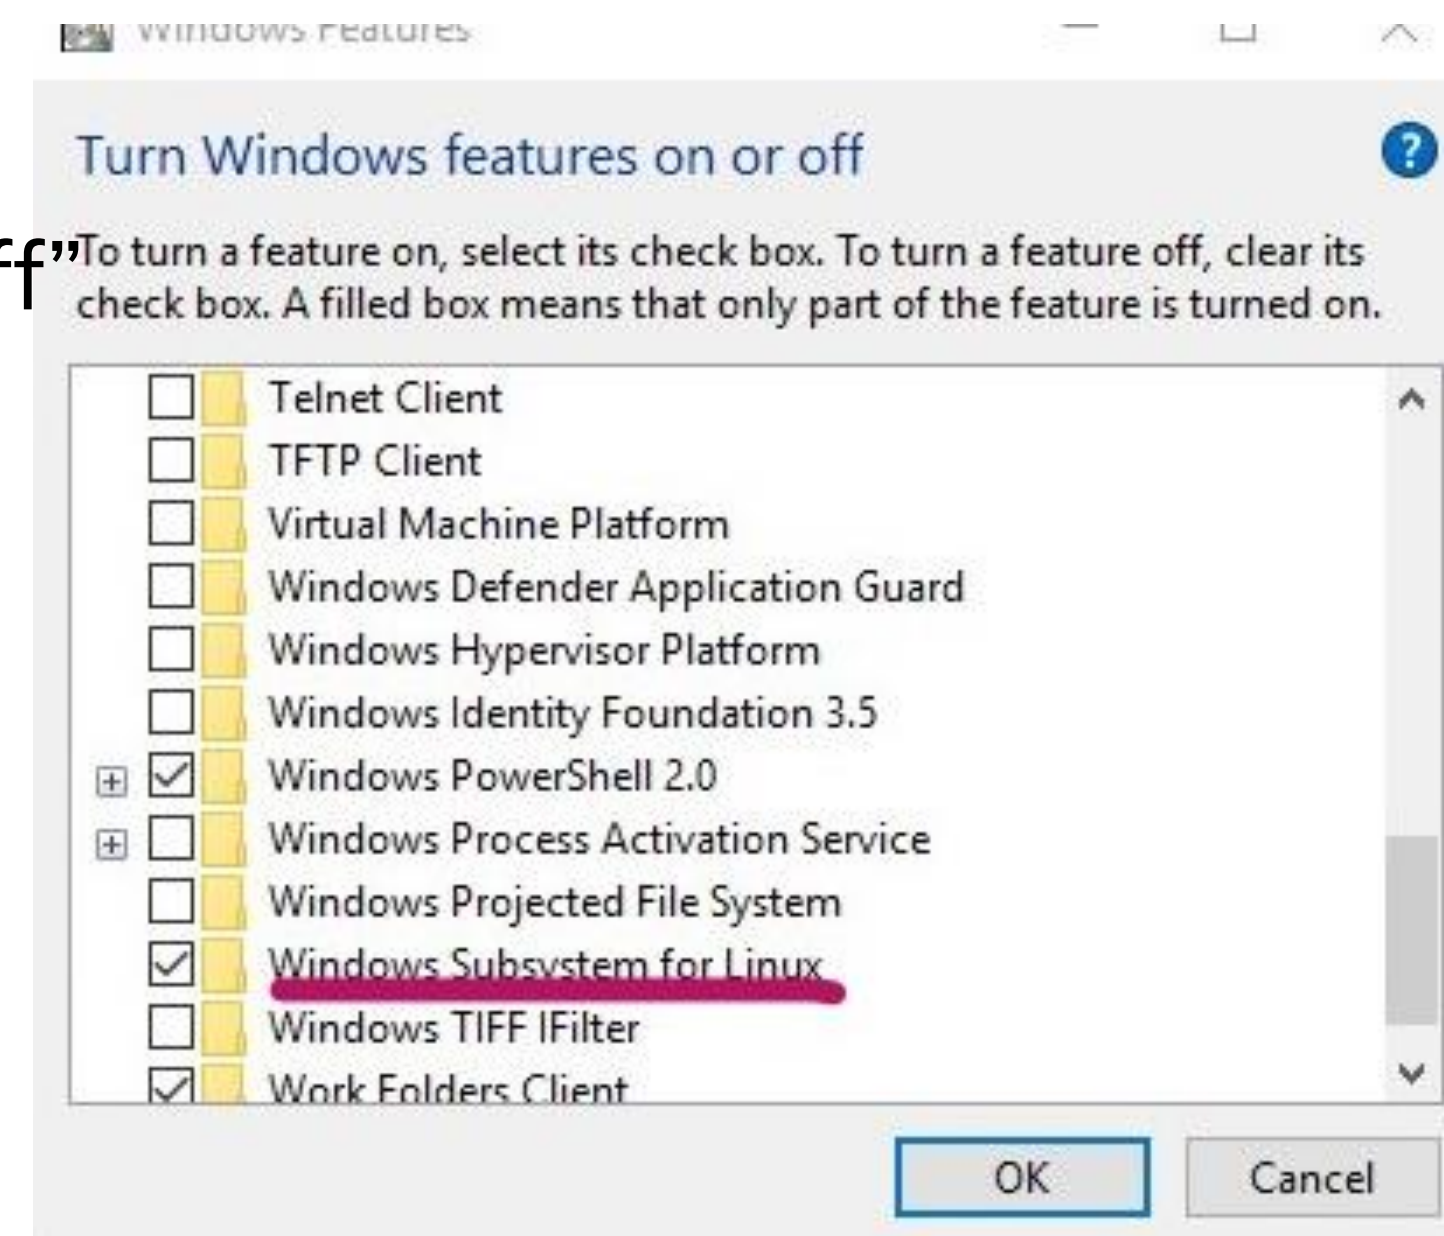 Windows Features
Turn Windows features on or off
ff”
To turn a feature on, select its check box. To turn a feature off, clear its
check box. A filled box means that only part of the feature is turned on.
Telnet Client
TFTP Client
Virtual Machine Platform
Windows Defender Application Guard
Windows Hypervisor Platform
Windows Identity Foundation 3.5
Windows PowerShell 2.0
Windows Process Activation Service
Windows Projected File System
Windows Subsystem for Linux
Windows TIFF IFilter
Work Folders Client
OK
Cancel